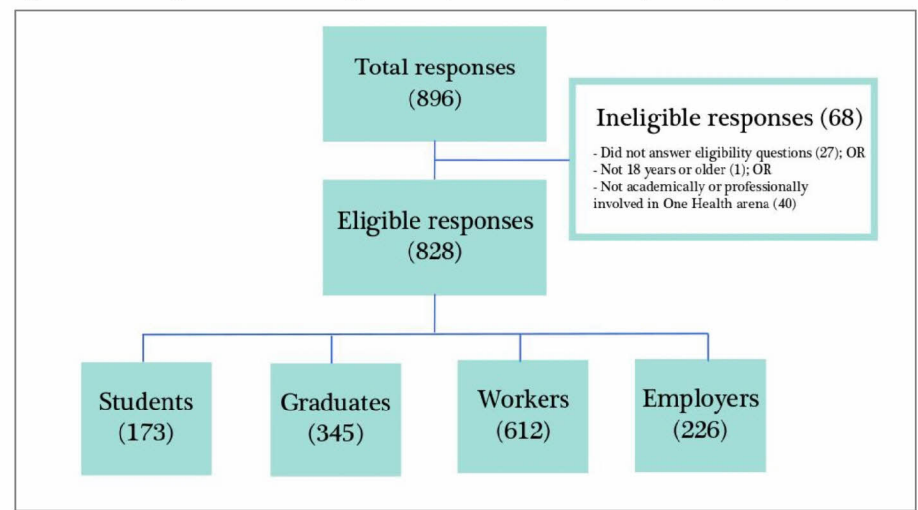 Total responses
(896)
Ineligible responses (68)
- Did not answer eligibility questions (27); OR
- Not 18 years or older (1); OR
- Not academically or professionally
involved in One Health arena (40)
Eligible responses
(828)
Students
(173)
Graduates
(345)
Workers
(612)
Employers
(226)